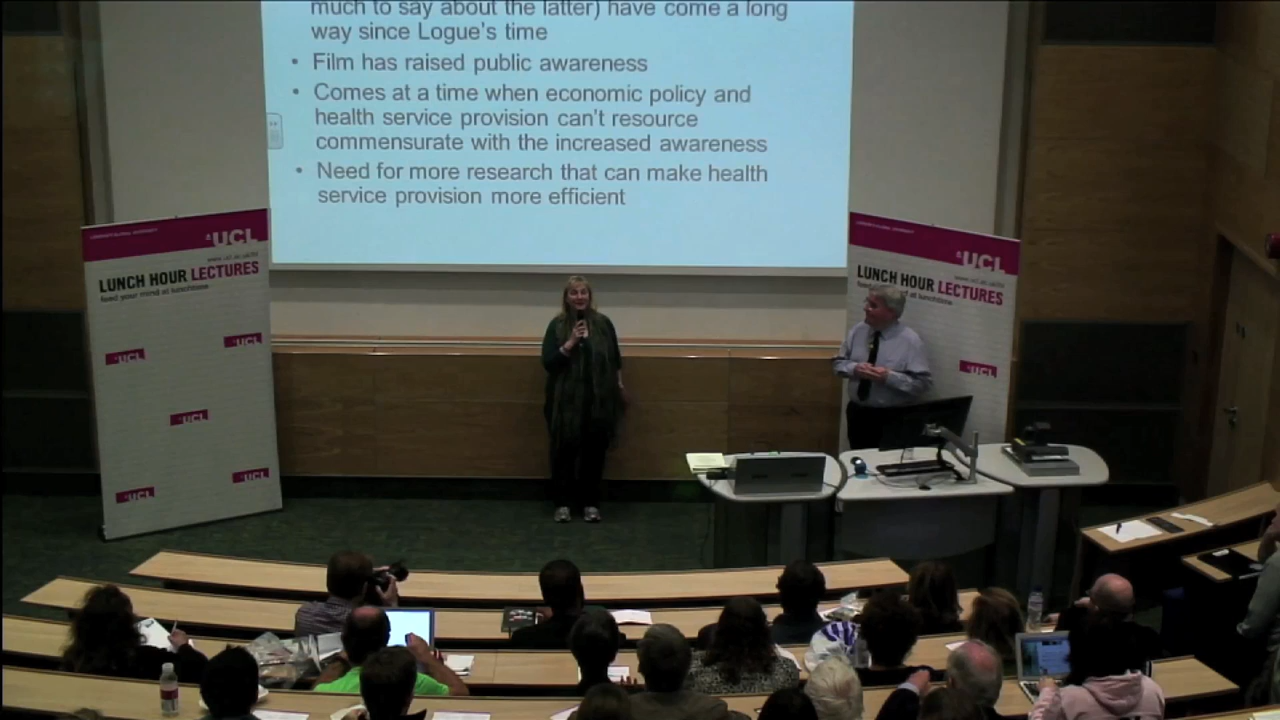 much to say about the latter) have come a long
way since Logue's time
• Film has raised public awareness
• Comes at a time when economic policy and
health service provision can't resource
commensurate with the increased awareness
• Need for more research that can make health
service provision more efficient
UCL
LUNCH HOUR LECTURES
feed your mind at lunchtime
UCL
UCL
UCL
UCL
UCL
UCL
LUNCH HOUR LECTURES
at lunchtime
UCL